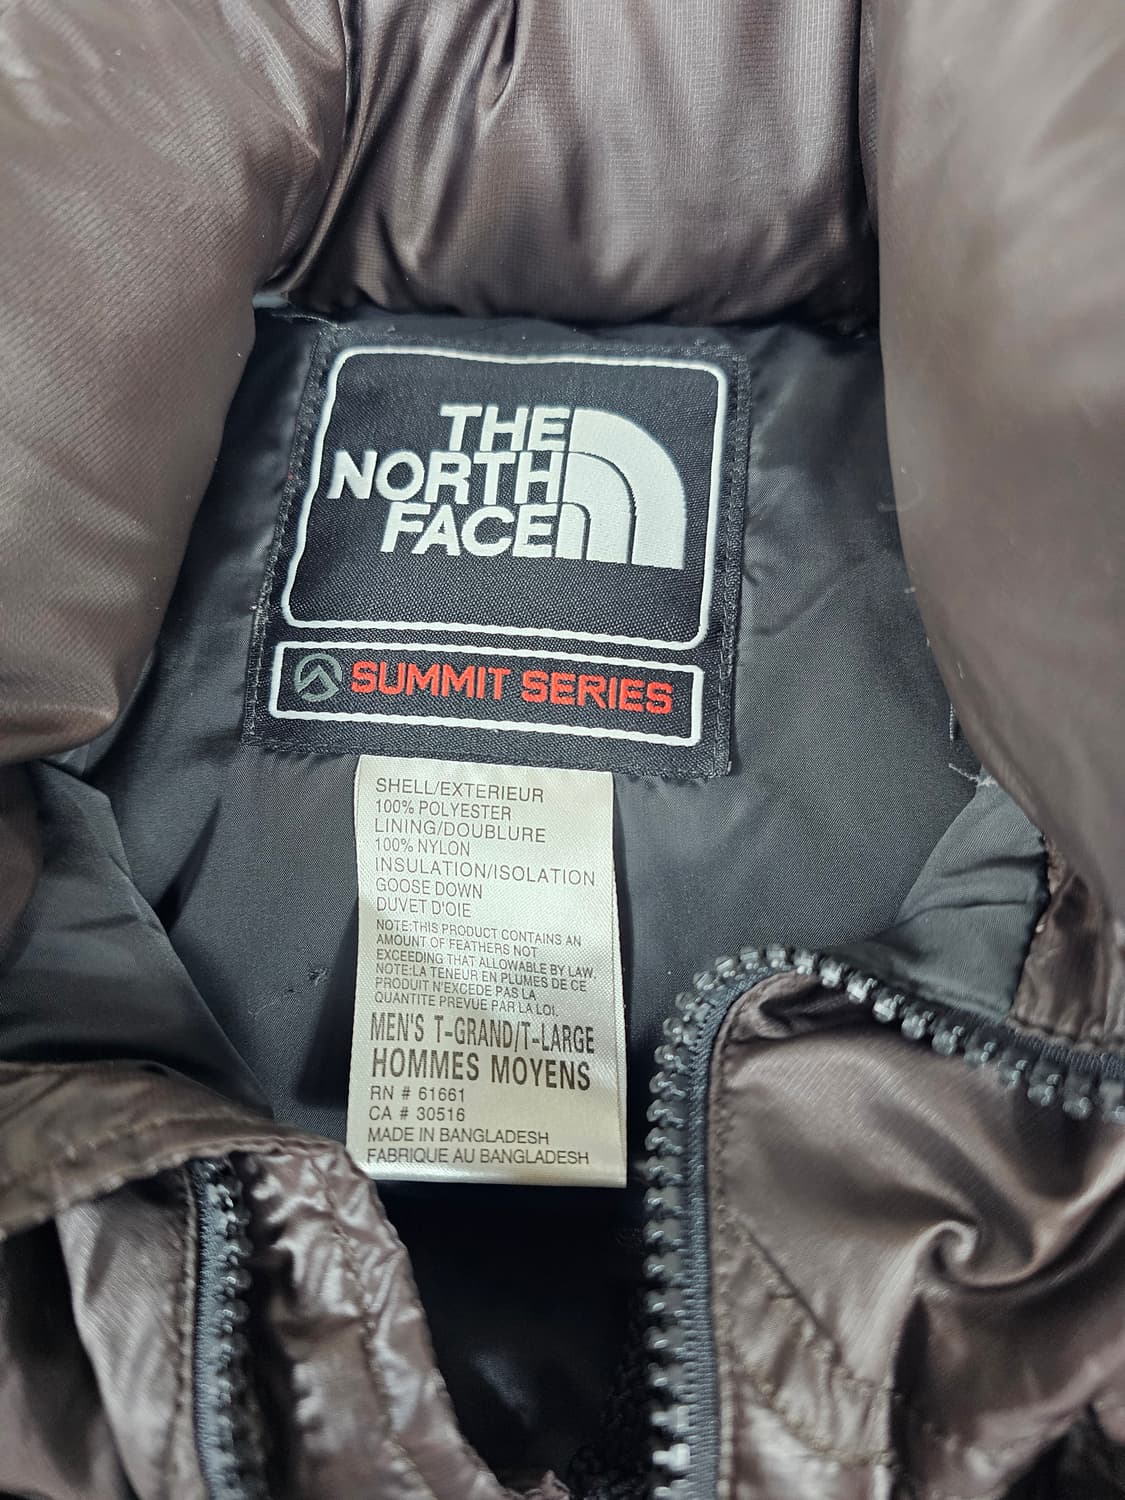 THE
NORTH
FACE
SUMMIT SERIES
SHELL/EXTERIEUR
100% POLYESTER
LINING/DOUBLURE
100% NYLON
INSULATION/ISOLATION
GOOSE DOWN
DUVET D'OIE
NOTE:THIS PRODUCT CONTAINS AN
AMOUNT OF FEATHERS NOT
EXCEEDING THAT ALLOWABLE BY LAW.
NOTE:LA TENEUR EN PLUMES DE CE
PRODUIT N'EXCEDE PAS LA
QUANTITE PREVUE PAR LA LOI.
MEN'S T-GRAND/T-LARGE
HOMMES MOYENS
RN # 61661
CA # 30516
MADE IN BANGLADESH
FABRIQUE AU BANGLADESH